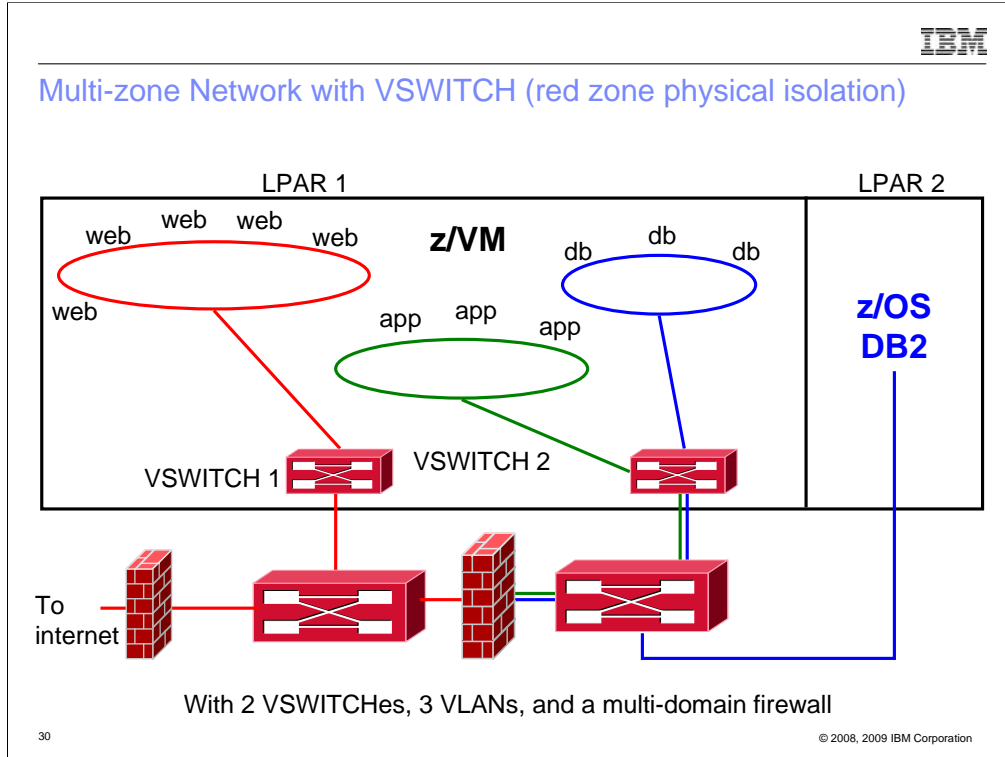 IBM
Multi-zone Network with VSWITCH (red zone physical isolation)
LPAR 1
LPAR 2
web
web
web
web
web
z/VM
db
db
db
app
app
app
z/OS
DB2
VSWITCH 1
VSWITCH 2
To
internet
With 2 VSWITCHes, 3 VLANs, and a multi-domain firewall
30
© 2008, 2009 IBM Corporation